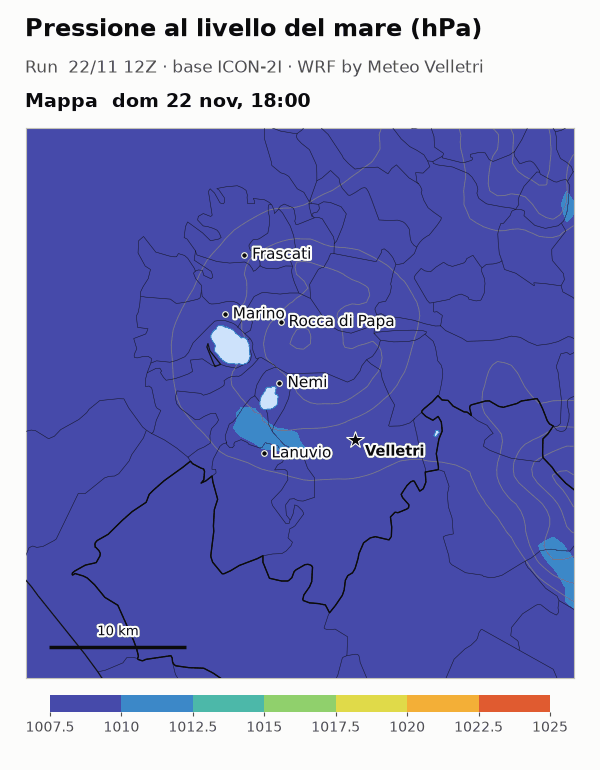 Pressione al livello del mare (hPa)
Run  22/11 12Z · base ICON-2I · WRF by Meteo Velletri
Mappa  dom 22 nov, 18:00
Frascati
Marino
Rocca di Papa
Nemi
Velletri
Lanuvio
10 km
1007.5 1010 1012.5 1015 1017.5 1020 1022.5 1025